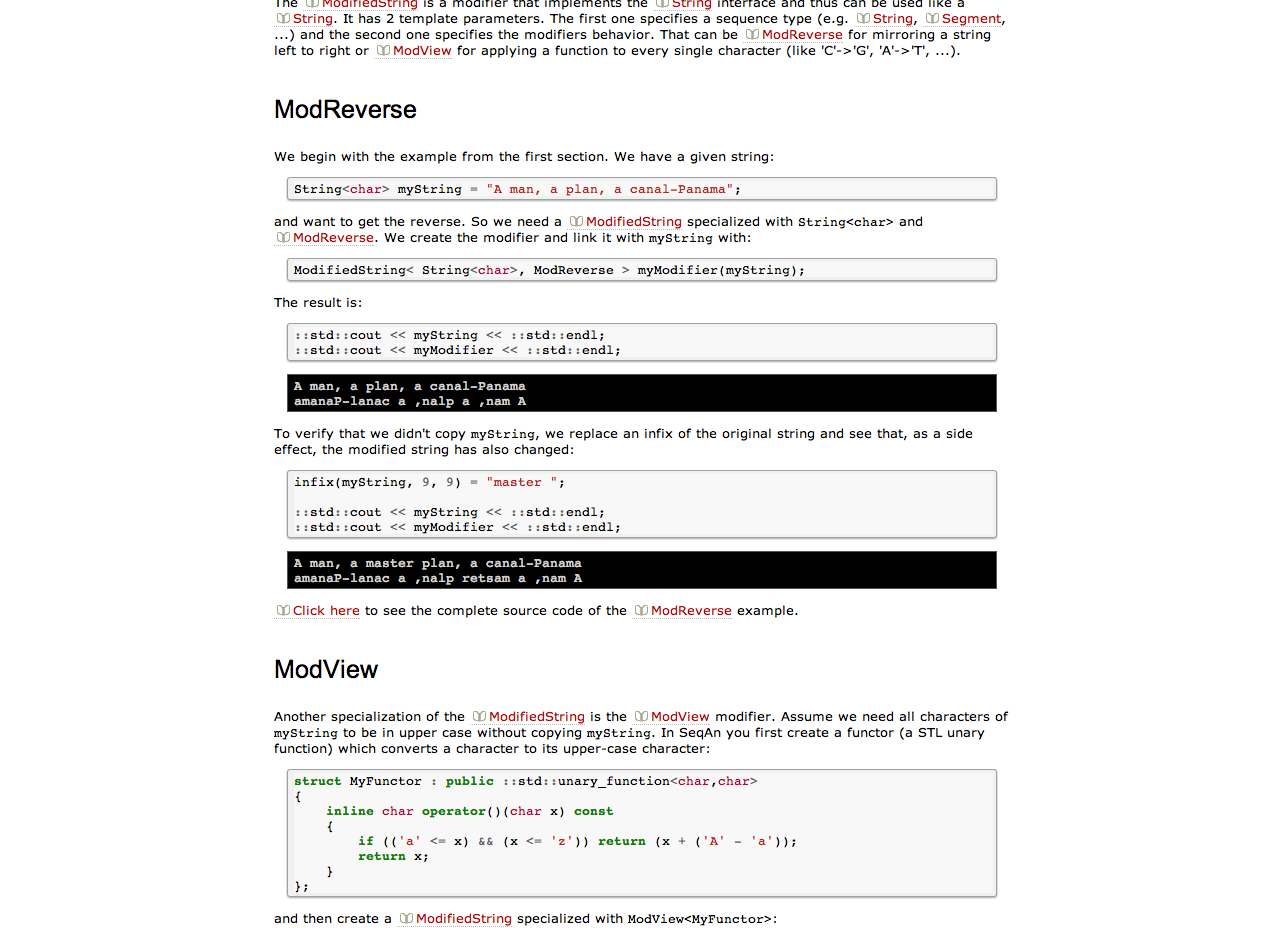 The ModifiedString is a modifier that implements the String interface and thus can be used like a
String. It has 2 template parameters. The first one specifies a sequence type (e.g. String, Segment,
...) and the second one specifies the modifiers behavior. That can be ModReverse for mirroring a string
left to right or ModView for applying a function to every single character (like 'C'->'G', 'A'->'T', ...).
ModReverse
We begin with the example from the first section. We have a given string:
String<char> myString = "A man, a plan, a canal-Panama";
and want to get the reverse. So we need a ModifiedString specialized with String<char> and
ModReverse. We create the modifier and link it with myString with:
ModifiedString< String<char>, ModReverse > myModifier(myString);
The result is:
::std::cout << myString << ::std::endl;
::std::cout << myModifier << ::std::endl;
A man, a plan, a canal-Panama
amanaP-lanac a ,nalp a ,nam A
To verify that we didn't copy myString, we replace an infix of the original string and see that, as a side
effect, the modified string has also changed:
infix(myString, 9, 9) = "master ";
::std::cout << myString << ::std::endl;
::std::cout << myModifier << ::std::endl;
A man, a master plan, a canal-Panama
amanaP-lanac a ,nalp retsam a ,nam A
Click here to see the complete source code of the ModReverse example.
ModView
Another specialization of the ModifiedString is the ModView modifier. Assume we need all characters of
myString to be in upper case without copying myString. In SeqAn you first create a functor (a STL unary
function) which converts a character to its upper-case character:
struct MyFunctor : public ::std::unary_function<char,char>
{
    inline char operator()(char x) const
    {
        if (('a' <= x) && (x <= 'z')) return (x + ('A' - 'a'));
        return x;
    }
};
and then create a ModifiedString specialized with ModView<MyFunctor>: